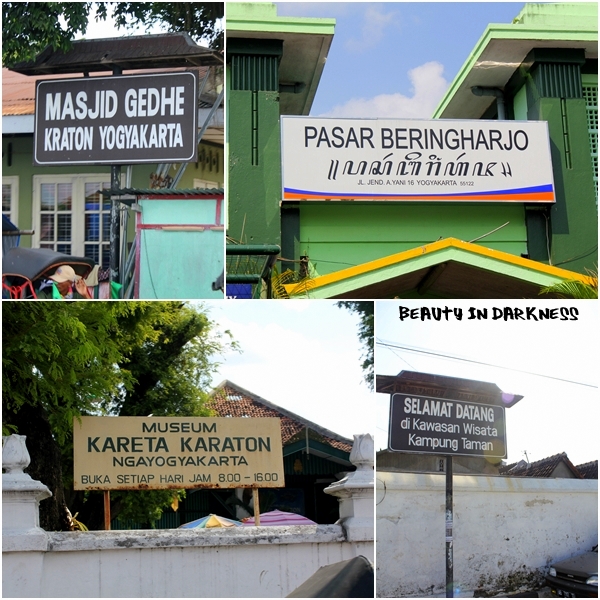 MASJID GEDHE
KRATON YOGYAKARTA
PASAR BERINGHARJO
JL. JEND. A.YANI 16 YOGYAKARTA 55122
MUSEUM
KARETA KARATON
NGAYOGYAKARTA
BUKA SETIAP HARI JAM 8.00 - 16.00
BEAUTY IN DARKNESS
SELAMAT DATANG
di Kawasan Wisata
Kampung Taman